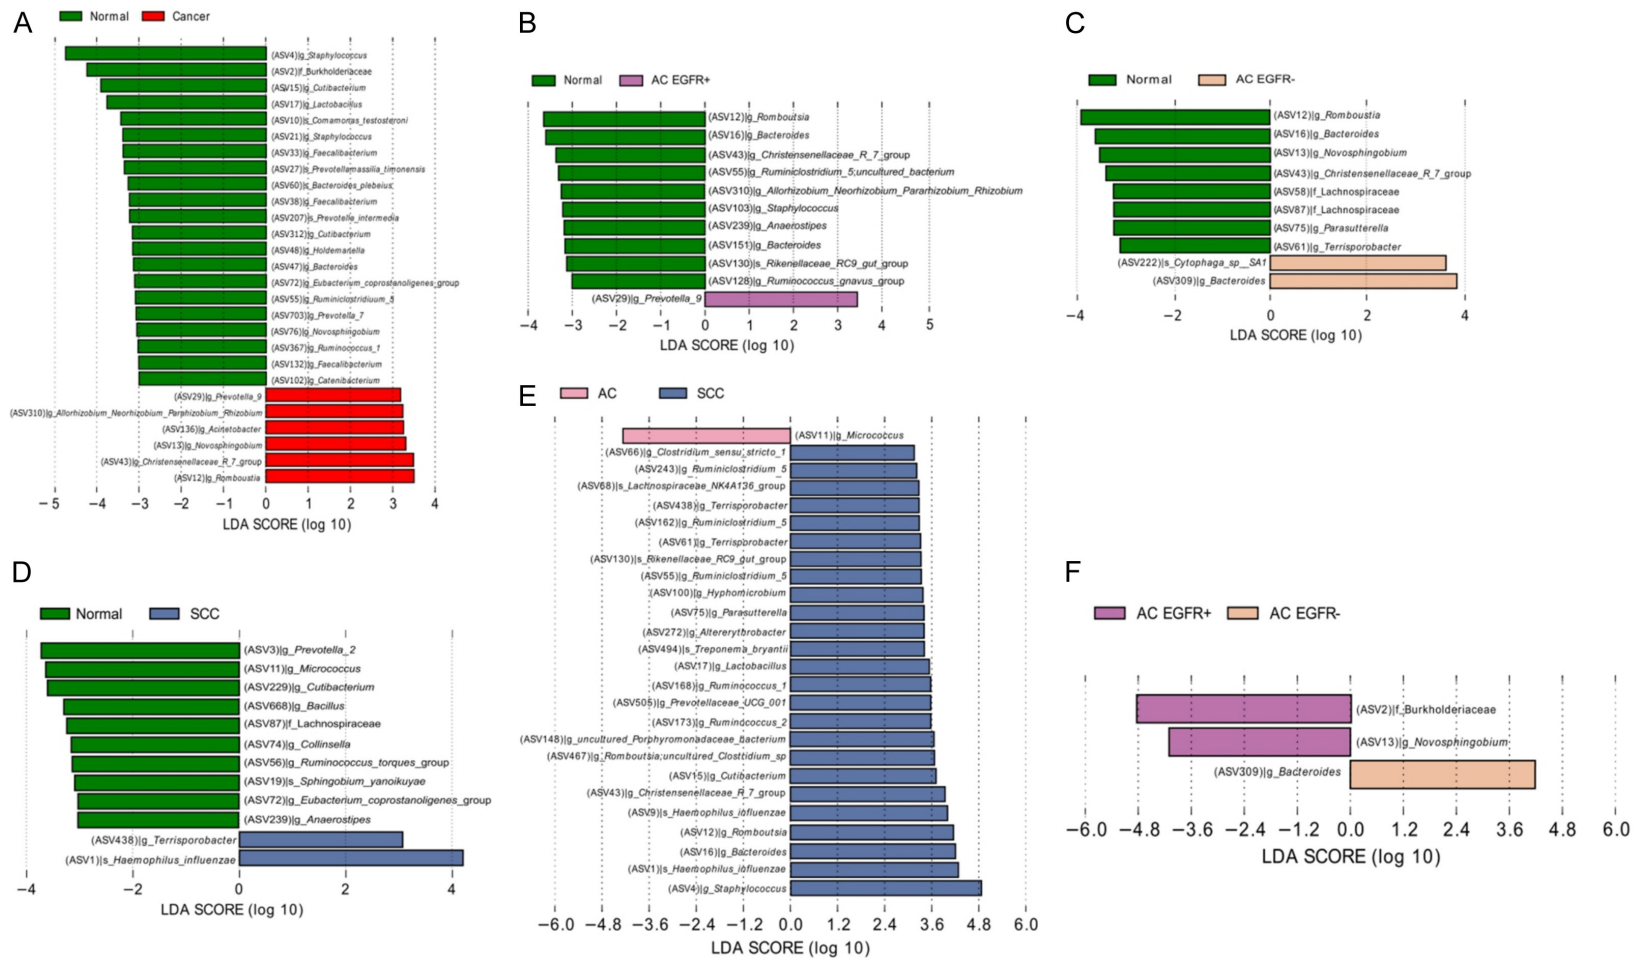 A
Normal
Cancer
(ASV4)|g_Staphylococcus
(ASV2)|f_Burkholderiaceae
(ASV15)|g_Cutibacterium
(ASV17)|g_Lactobacillus
(ASV10)|s_Comamonas_testosteroni
(ASV21)|g_Staphylococcus
(ASV33)|g_Faecalibacterium
(ASV27)|s_Prevotellamassilia_timonensis
(ASV60)|s_Bacteroides_plebeius
(ASV38)|g_Faecalibacterium
(ASV207)|s_Prevotella_intermedia
(ASV312)|g_Cutibacterium
(ASV48)|g_Holdemanella
(ASV47)|g_Bacteroides
(ASV72)|g_Eubacterium_coprostanoligenes_group
(ASV55)|g_Ruminiclostridiuum_5
(ASV703)|g_Prevotella_7
(ASV76)|g_Novosphingobium
(ASV367)|g_Ruminococcus_1
(ASV132)|g_Faecalibacterium
(ASV102)|g_Catenibacterium
(ASV29)|g_Prevotella_9
(ASV310)|g_Allorhizobium_Neorhizobium_Pararhizobium_Rhizobium
(ASV136)|g_Acinetobacter
(ASV13)|g_Novosphingobium
(ASV43)|g_Christensenellaceae_R_7_group
(ASV12)|g_Romboustia
−5 −4 −3 −2 −1 0 1 2 3 4
LDA SCORE (log 10)
B
Normal
AC EGFR+
(ASV12)|g_Romboutsia
(ASV16)|g_Bacteroides
(ASV43)|g_Christensenellaceae_R_7_group
(ASV55)|g_Ruminiclostridium_5;uncultured_bacterium
(ASV310)|g_Allorhizobium_Neorhizobium_Pararhizobium_Rhizobium
(ASV103)|g_Staphylococcus
(ASV239)|g_Anaerostipes
(ASV151)|g_Bacteroides
(ASV130)|s_Rikenellaceae_RC9_gut_group
(ASV128)|g_Ruminococcus_gnavus_group
(ASV29)|g_Prevotella_9
−4 −3 −2 −1 0 1 2 3 4 5
LDA SCORE (log 10)
C
Normal
AC EGFR-
(ASV12)|g_Romboustia
(ASV16)|g_Bacteroides
(ASV13)|g_Novosphingobium
(ASV43)|g_Christensenellaceae_R_7_group
(ASV58)|f_Lachnospiraceae
(ASV87)|f_Lachnospiraceae
(ASV75)|g_Parasutterella
(ASV61)|g_Terrisporobacter
(ASV222)|s_Cytophaga_sp__SA1
(ASV309)|g_Bacteroides
−4 −2 0 2 4
LDA SCORE (log 10)
D
Normal
SCC
(ASV3)|g_Prevotella_2
(ASV11)|g_Micrococcus
(ASV229)|g_Cutibacterium
(ASV668)|g_Bacillus
(ASV87)|f_Lachnospiraceae
(ASV74)|g_Collinsella
(ASV56)|g_Ruminococcus_torques_group
(ASV19)|s_Sphingobium_yanoikuyae
(ASV72)|g_Eubacterium_coprostanoligenes_group
(ASV239)|g_Anaerostipes
(ASV438)|g_Terrisporobacter
(ASV1)|s_Haemophilus_influenzae
−4 −2 0 2 4
LDA SCORE (log 10)
E
AC
SCC
(ASV11)|g_Micrococcus
(ASV66)|g_Clostridium_sensu_stricto_1
(ASV243)|g_Ruminiclostridium_5
(ASV68)|s_Lachnospiraceae_NK4A136_group
(ASV438)|g_Terrisporobacter
(ASV162)|g_Ruminiclostridium_5
(ASV61)|g_Terrisporobacter
(ASV130)|s_Rikenellaceae_RC9_gut_group
(ASV55)|g_Ruminiclostridium_5
(ASV100)|g_Hyphomicrobium
(ASV75)|g_Parasutterella
(ASV272)|g_Altererythrobacter
(ASV494)|s_Treponema_bryantii
(ASV17)|g_Lactobacillus
(ASV168)|g_Ruminococcus_1
(ASV505)|g_Prevotellaceae_UCG_001
(ASV173)|g_Ruminococcus_2
(ASV148)|g_uncultured_Porphyromonadaceae_bacterium
(ASV467)|g_Romboutsia;uncultured_Clostidium_sp
(ASV15)|g_Cutibacterium
(ASV43)|g_Christensenellaceae_R_7_group
(ASV9)|s_Haemophilus_influenzae
(ASV12)|g_Romboutsia
(ASV16)|g_Bacteroides
(ASV1)|s_Haemophilus_influenzae
(ASV4)|g_Staphylococcus
−6.0 −4.8 −3.6 −2.4 −1.2 0.0 1.2 2.4 3.6 4.8 6.0
LDA SCORE (log 10)
F
AC EGFR+
AC EGFR-
(ASV2)|f_Burkholderiaceae
(ASV13)|g_Novosphingobium
(ASV309)|g_Bacteroides
−6.0 −4.8 −3.6 −2.4 −1.2 0.0 1.2 2.4 3.6 4.8 6.0
LDA SCORE (log 10)